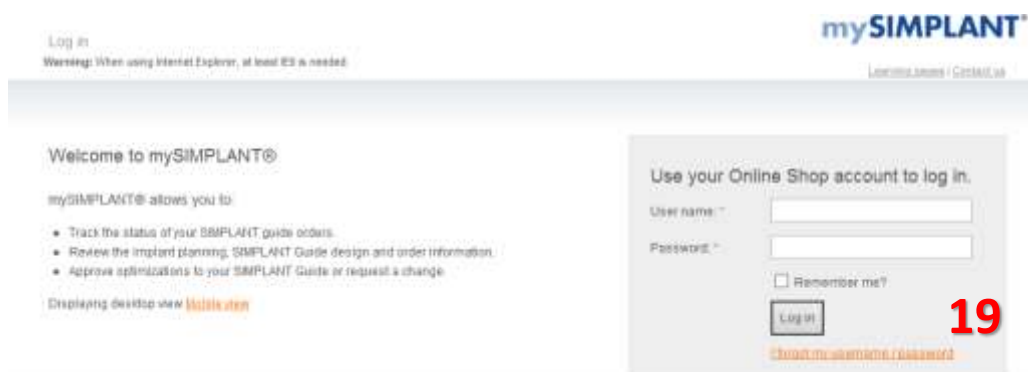 mySIMPLANT®
Log in
Warning: When using Internet Explorer, at least IE9 is needed.
Learning pages | Contact us
Welcome to mySIMPLANT®
mySIMPLANT® allows you to:
Track the status of your SIMPLANT guide orders.
Review the implant planning, SIMPLANT Guide design and order information.
Approve optimizations to your SIMPLANT Guide or request a change.
Displaying desktop view Mobile view
Use your Online Shop account to log in.
User name: *
Password: *
Remember me?
Log in
19
I forgot my username / password